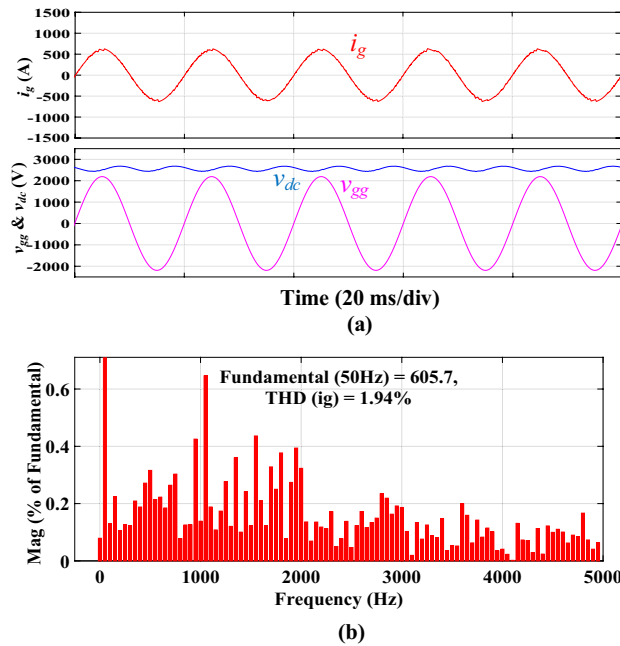 1500
1000
500
0
-500
-1000
-1500
i_g (A)
i_g
3000
2000
1000
0
-1000
-2000
v_gg & v_dc (V)
v_dc
v_gg
Time (20 ms/div)
(a)
Fundamental (50Hz) = 605.7,
THD (ig) = 1.94%
0.6
0.4
0.2
0
Mag (% of Fundamental)
0 1000 2000 3000 4000 5000
Frequency (Hz)
(b)